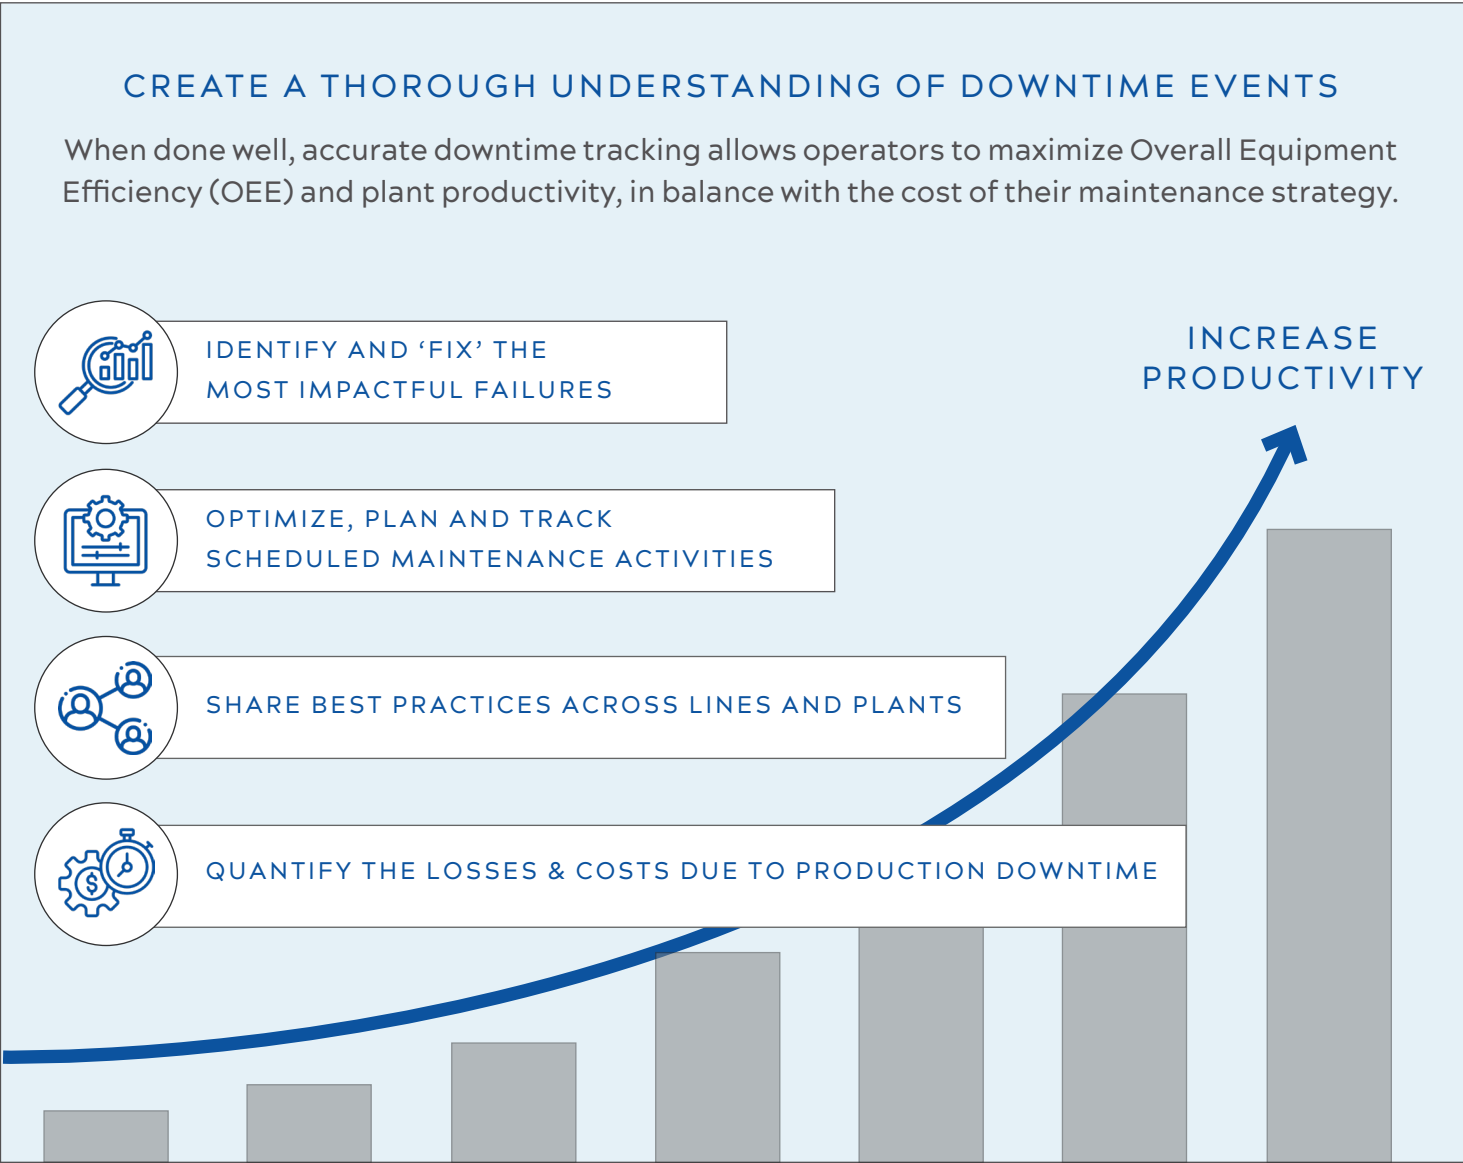 CREATE A THOROUGH UNDERSTANDING OF DOWNTIME EVENTS
When done well, accurate downtime tracking allows operators to maximize Overall Equipment
Efficiency (OEE) and plant productivity, in balance with the cost of their maintenance strategy.
IDENTIFY AND ‘FIX’ THE
MOST IMPACTFUL FAILURES
INCREASE
PRODUCTIVITY
OPTIMIZE, PLAN AND TRACK
SCHEDULED MAINTENANCE ACTIVITIES
SHARE BEST PRACTICES ACROSS LINES AND PLANTS
$
QUANTIFY THE LOSSES & COSTS DUE TO PRODUCTION DOWNTIME